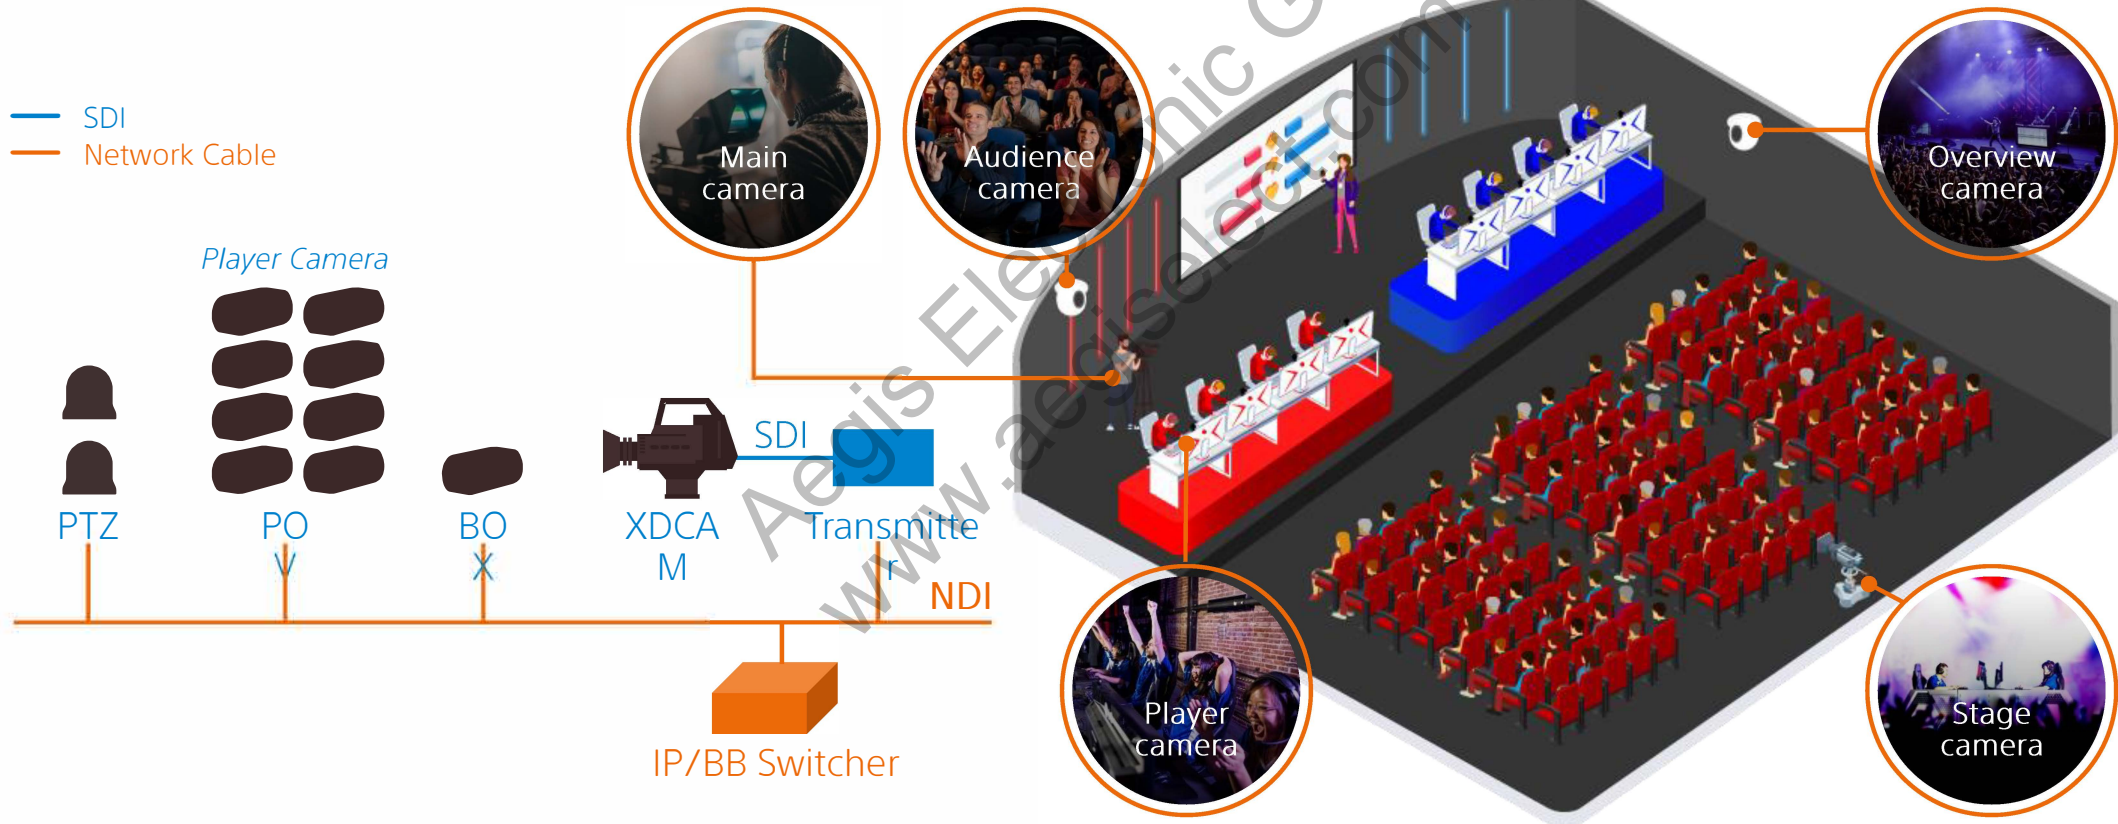 SDI
Network Cable
Player Camera
PTZ
PO
V
BO
X
XDCA
M
SDI
Transmitte
r
NDI
IP/BB Switcher
Main
camera
Audience
camera
Overview
camera
Player
camera
Stage
camera
Aegis Electronic G
www.aegiselect.com